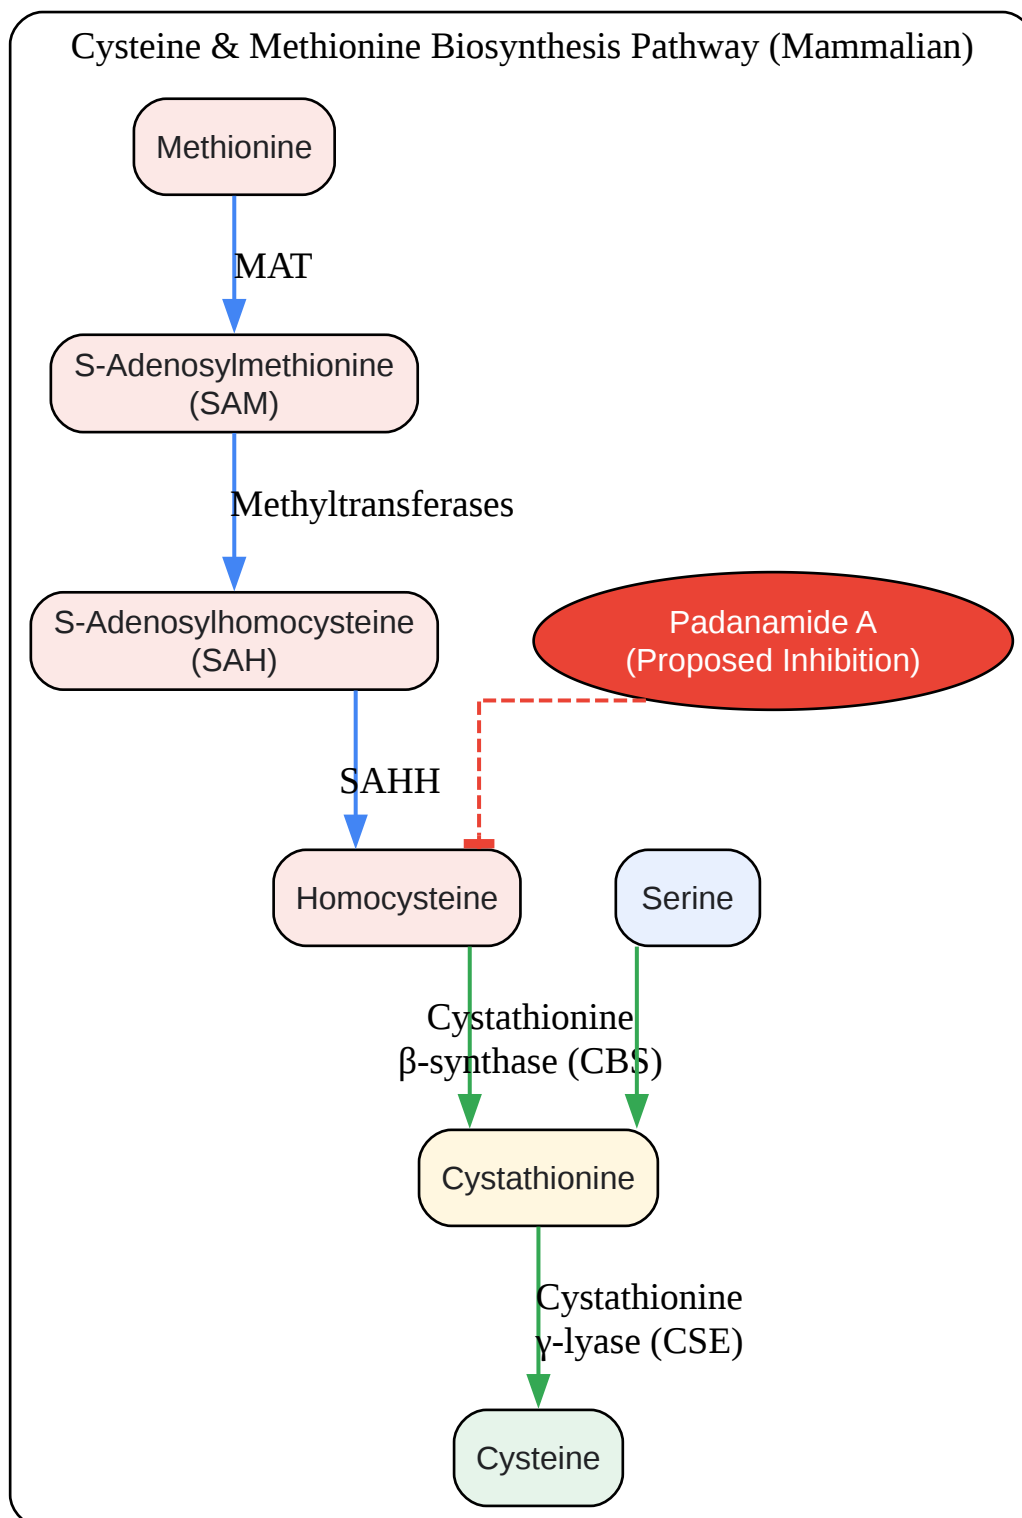 Cysteine & Methionine Biosynthesis Pathway (Mammalian)
Methionine
MAT
S-Adenosylmethionine
(SAM)
Methyltransferases
S-Adenosylhomocysteine
(SAH)
Padanamide A
(Proposed Inhibition)
SAHH
Homocysteine
Serine
Cystathionine
β-synthase (CBS)
Cystathionine
Cystathionine
γ-lyase (CSE)
Cysteine